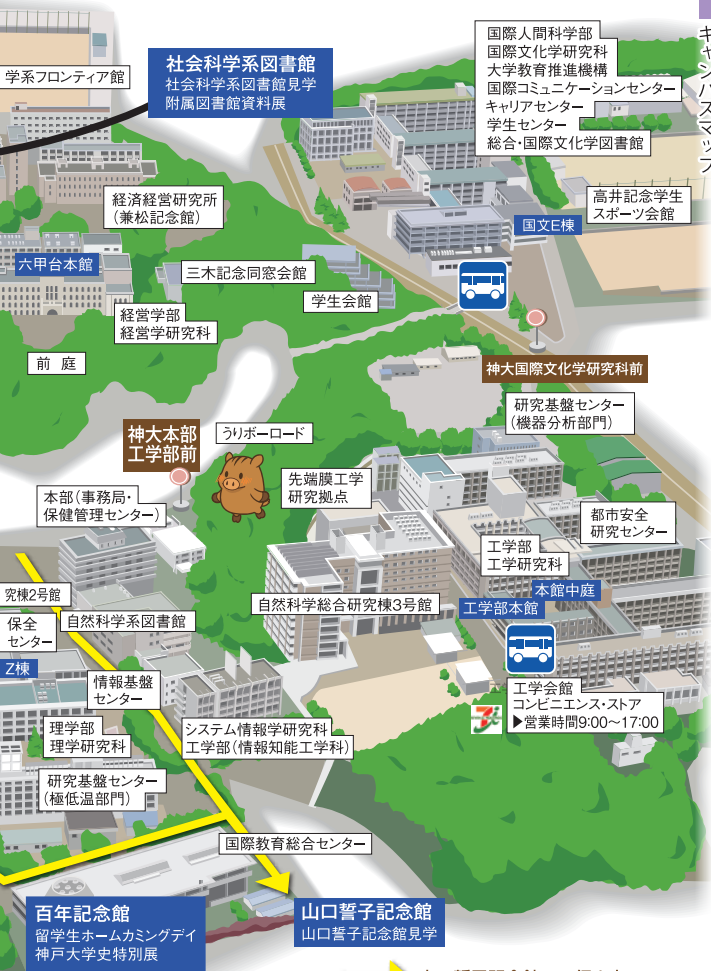 キャンパスマップ
国際人間科学部
国際文化学研究科
大学教育推進機構
国際コミュニケーションセンター
キャリアセンター
学生センター
総合・国際文化学図書館
社会科学系図書館
社会科学系図書館見学
附属図書館資料展
学系フロンティア館
経済経営研究所
(兼松記念館)
高井記念学生
スポーツ会館
国文E棟
六甲台本館
三木記念同窓会館
学生会館
経営学部
経営学研究科
前 庭
神大国際文化学研究科前
研究基盤センター
(機器分析部門)
神大本部
工学部前
うりボーロード
先端膜工学
研究拠点
本部(事務局・
保健管理センター)
都市安全
研究センター
工学部
工学研究科
本館中庭
工学部本館
自然科学総合研究棟3号館
究棟2号館
保全
センター
自然科学系図書館
Z棟
情報基盤
センター
工学会館
コンビニエンス・ストア
▶営業時間9:00〜17:00
理学部
理学研究科
システム情報学研究科
工学部(情報知能工学科)
研究基盤センター
(極低温部門)
国際教育総合センター
百年記念館
留学生ホームカミングデイ
神戸大学史特別展
山口誓子記念館
山口誓子記念館見学